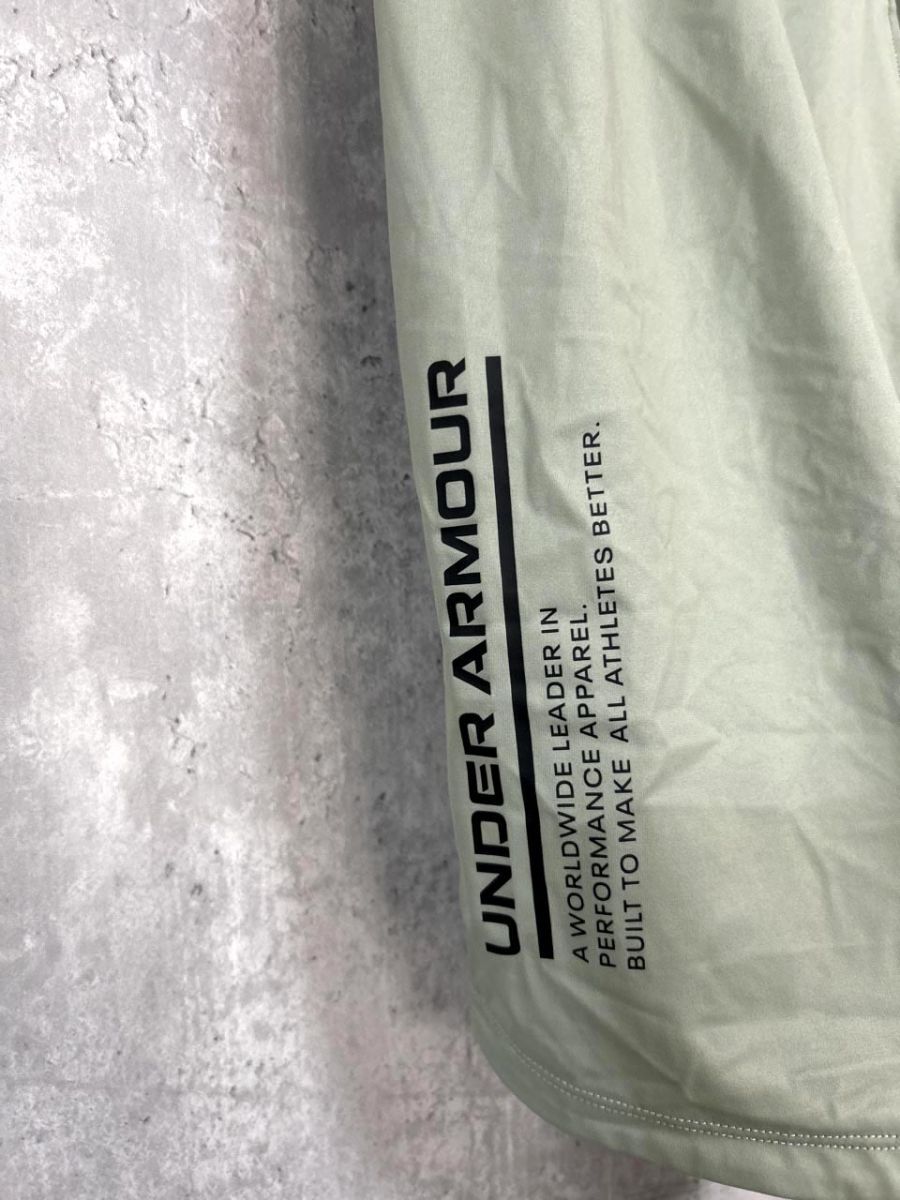 UNDER ARMOUR
A WORLDWIDE LEADER IN
PERFORMANCE APPAREL.
BUILT TO MAKE ALL ATHLETES BETTER.